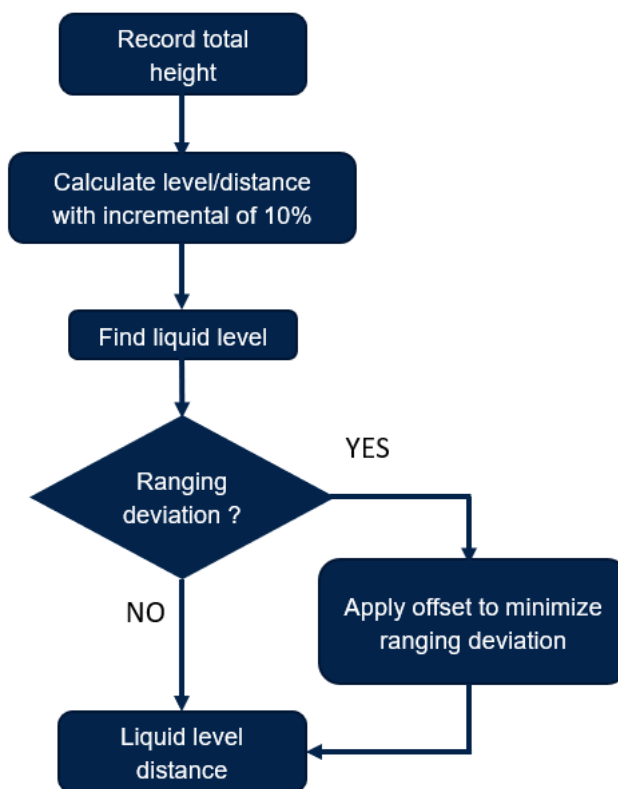 Record total
height
Calculate level/distance
with incremental of 10%
Find liquid level
YES
Ranging
deviation ?
NO
Apply offset to minimize
ranging deviation
Liquid level
distance